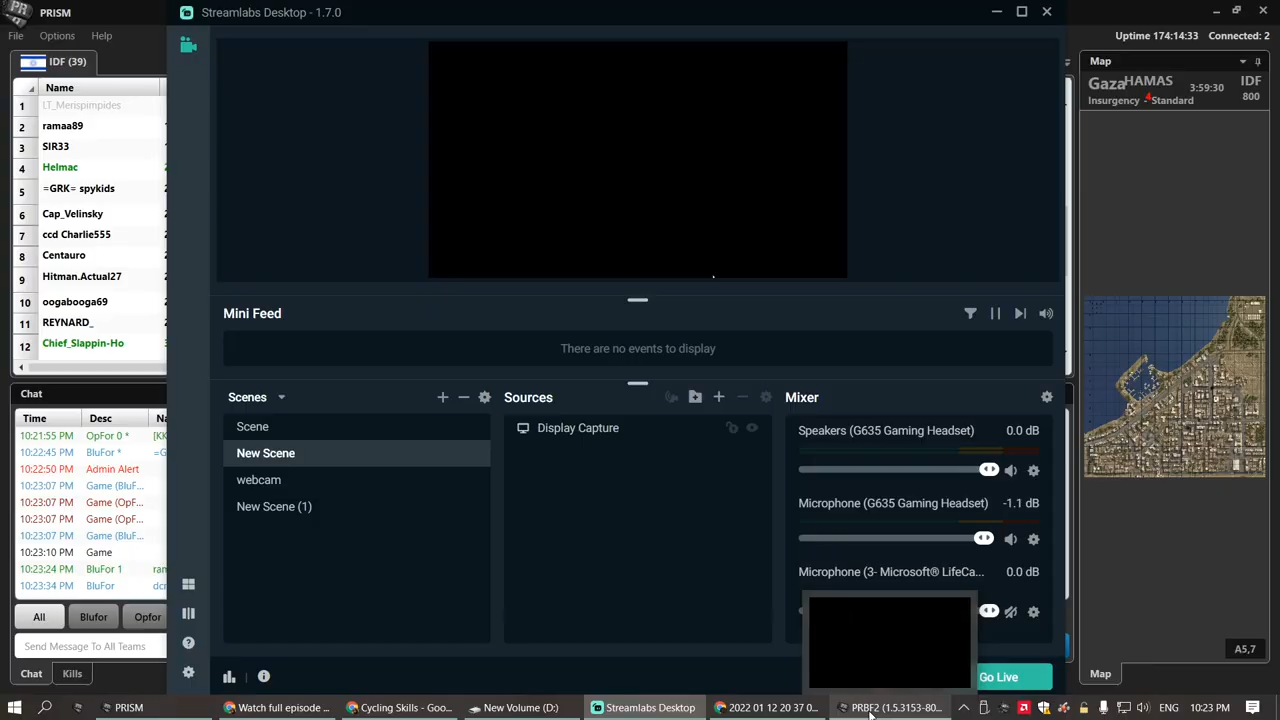 PRISM
File Options Help
IDF (39)
Name
1 LT_Merispimpides
2 ramaa89
3 SIR33
4 Helmac
5 =GRK= spykids
6 Cap_Velinsky
7 ccd Charlie555
8 Centauro
9 Hitman.Actual27
10 oogabooga69
11 REYNARD_
12 Chief_Slappin-Ho
Chat
Time Desc
10:21:55 PM OpFor 0 * [KK
10:22:45 PM BluFor * =G
10:22:50 PM Admin Alert
10:23:07 PM Game (BluF...
10:23:07 PM Game (OpF...
10:23:07 PM Game (OpF...
10:23:07 PM Game (BluF...
10:23:10 PM Game
10:23:24 PM BluFor 1 ran
10:23:34 PM BluFor dcr
All Blufor Opfor
Send Message To All Teams
Chat Kills
Streamlabs Desktop - 1.7.0
Mini Feed
There are no events to display
Scenes
Scene
New Scene
webcam
New Scene (1)
Sources
Display Capture
Mixer
Speakers (G635 Gaming Headset) 0.0 dB
Microphone (G635 Gaming Headset) -1.1 dB
Microphone (3- Microsoft® LifeCa... 0.0 dB
Go Live
Uptime 174:14:33 Connected: 2
Map
Gaza HAMAS 3:59:30 IDF
Insurgency - Standard 800
A5,7
Map
PRISM
Watch full episode ...
Cycling Skills - Goo...
New Volume (D:)
Streamlabs Desktop
2022 01 12 20 37 0...
PRBF2 (1.5.3153-80...
ENG 10:23 PM